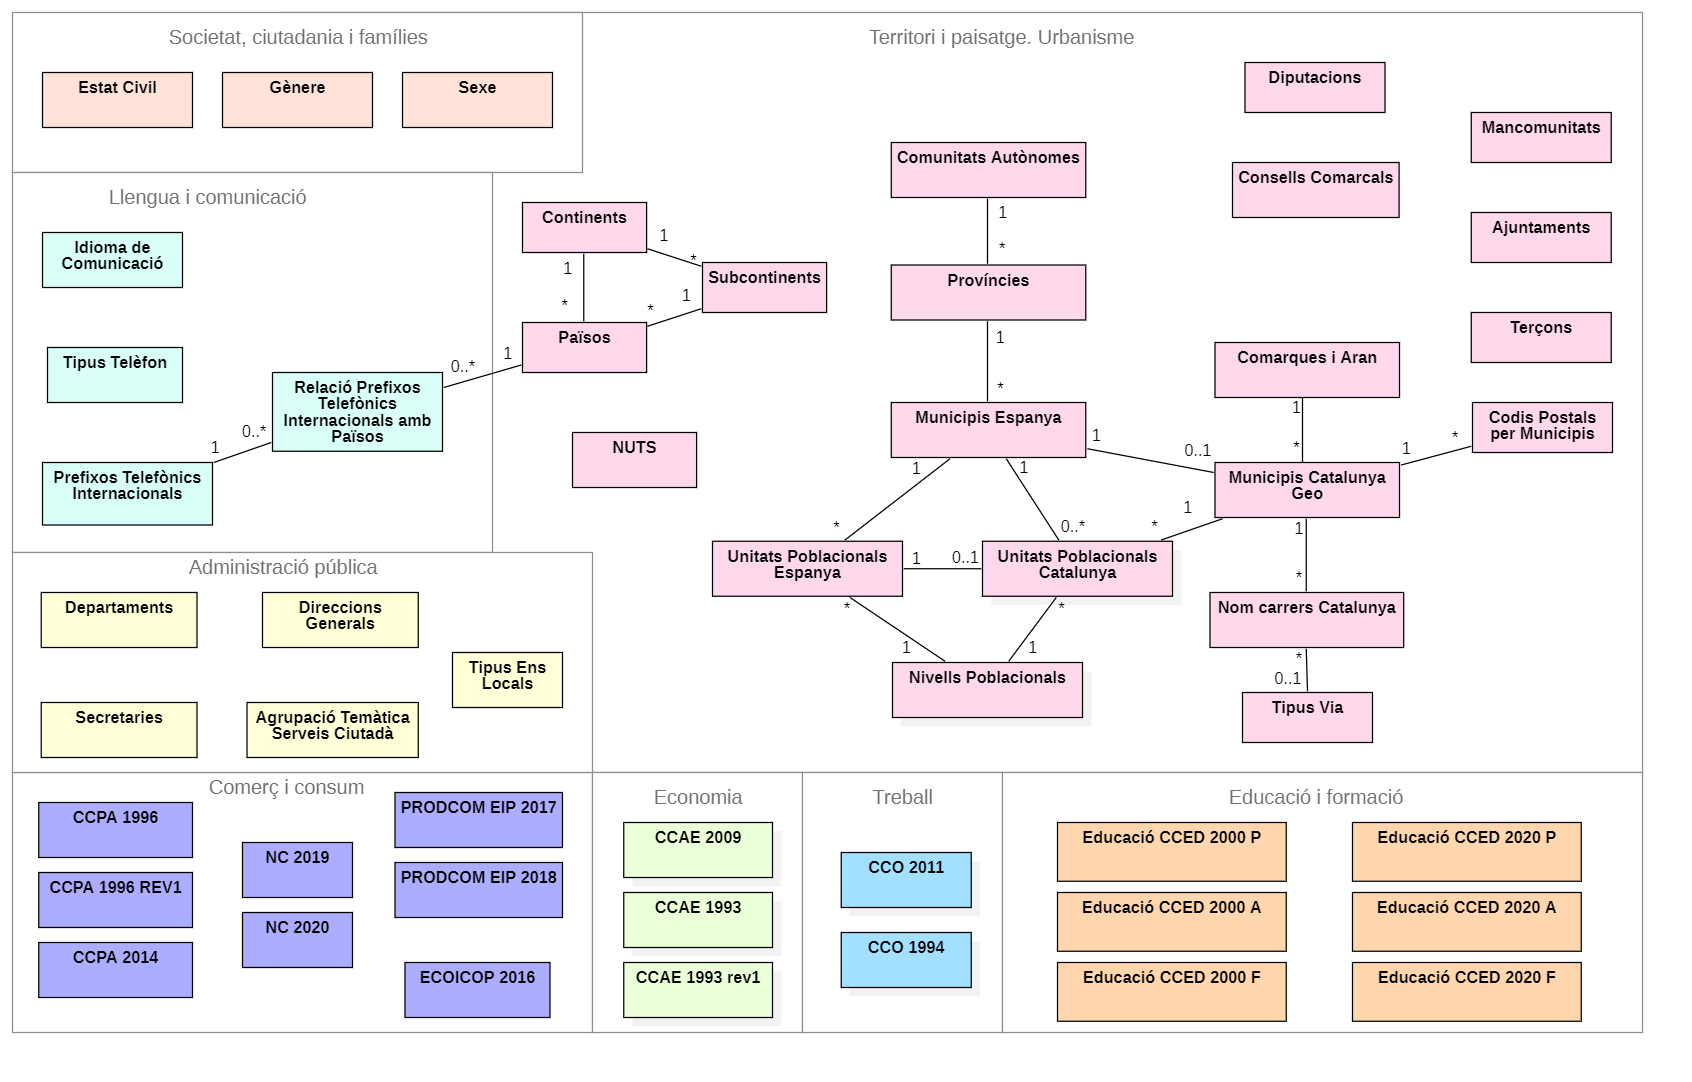 Societat, ciutadania i famílies
Estat Civil
Gènere
Sexe
Llengua i comunicació
Idioma de
Comunicació
Tipus Telèfon
Relació Prefixos
Telefònics
Internacionals amb
Països
0..*
1
0..*
1
Prefixos Telefònics
Internacionals
Territori i paisatge. Urbanisme
Diputacions
Mancomunitats
Comunitats Autònomes
Consells Comarcals
Continents
1
*
Ajuntaments
1
*
Subcontinents
1
*
1
*
Províncies
Països
1
*
Terçons
Comarques i Aran
1
*
Municipis Espanya
Codis Postals
per Municipis
NUTS
1
0..1
1
*
Municipis Catalunya
Geo
1
1
*
0..*
*
1
1
*
Unitats Poblacionals
Espanya
1
0..1
Unitats Poblacionals
Catalunya
*
*
1
1
Nom carrers Catalunya
Nivells Poblacionals
*
0..1
Tipus Via
Administració pública
Departaments
Direccions
Generals
Tipus Ens
Locals
Secretaries
Agrupació Temàtica
Serveis Ciutadà
Comerç i consum
CCPA 1996
PRODCOM EIP 2017
NC 2019
CCPA 1996 REV1
PRODCOM EIP 2018
NC 2020
CCPA 2014
ECOICOP 2016
Economia
CCAE 2009
CCAE 1993
CCAE 1993 rev1
Treball
CCO 2011
CCO 1994
Educació i formació
Educació CCED 2000 P
Educació CCED 2020 P
Educació CCED 2000 A
Educació CCED 2020 A
Educació CCED 2000 F
Educació CCED 2020 F